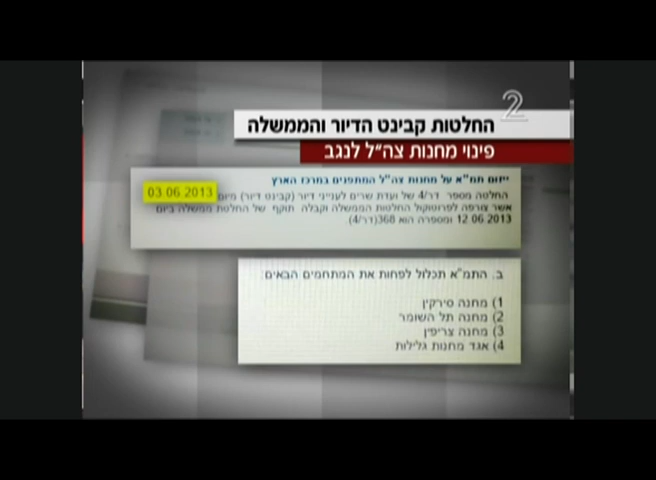 2
החלטות קבינט הדיור והממשלה
פינוי מחנות צה"ל לנגב
ייזום תמ"א על מחנות צה"ל המתפנים במרכז הארץ
החלטה מספר דר/4 של ועדת שרים לענייני דיור (קבינט דיור) מיום 03.06.2013
אשר צורפה לפרוטוקול החלטות הממשלה וקבלה תוקף של החלטת ממשלה ביום
12.06.2013 ומספרה הוא 368(דר/4).
ב. התמ"א תכלול לפחות את המתחמים הבאים:
1) מחנה סירקין
2) מחנה תל השומר
3) מחנה צריפין
4) אגד מחנות גלילות